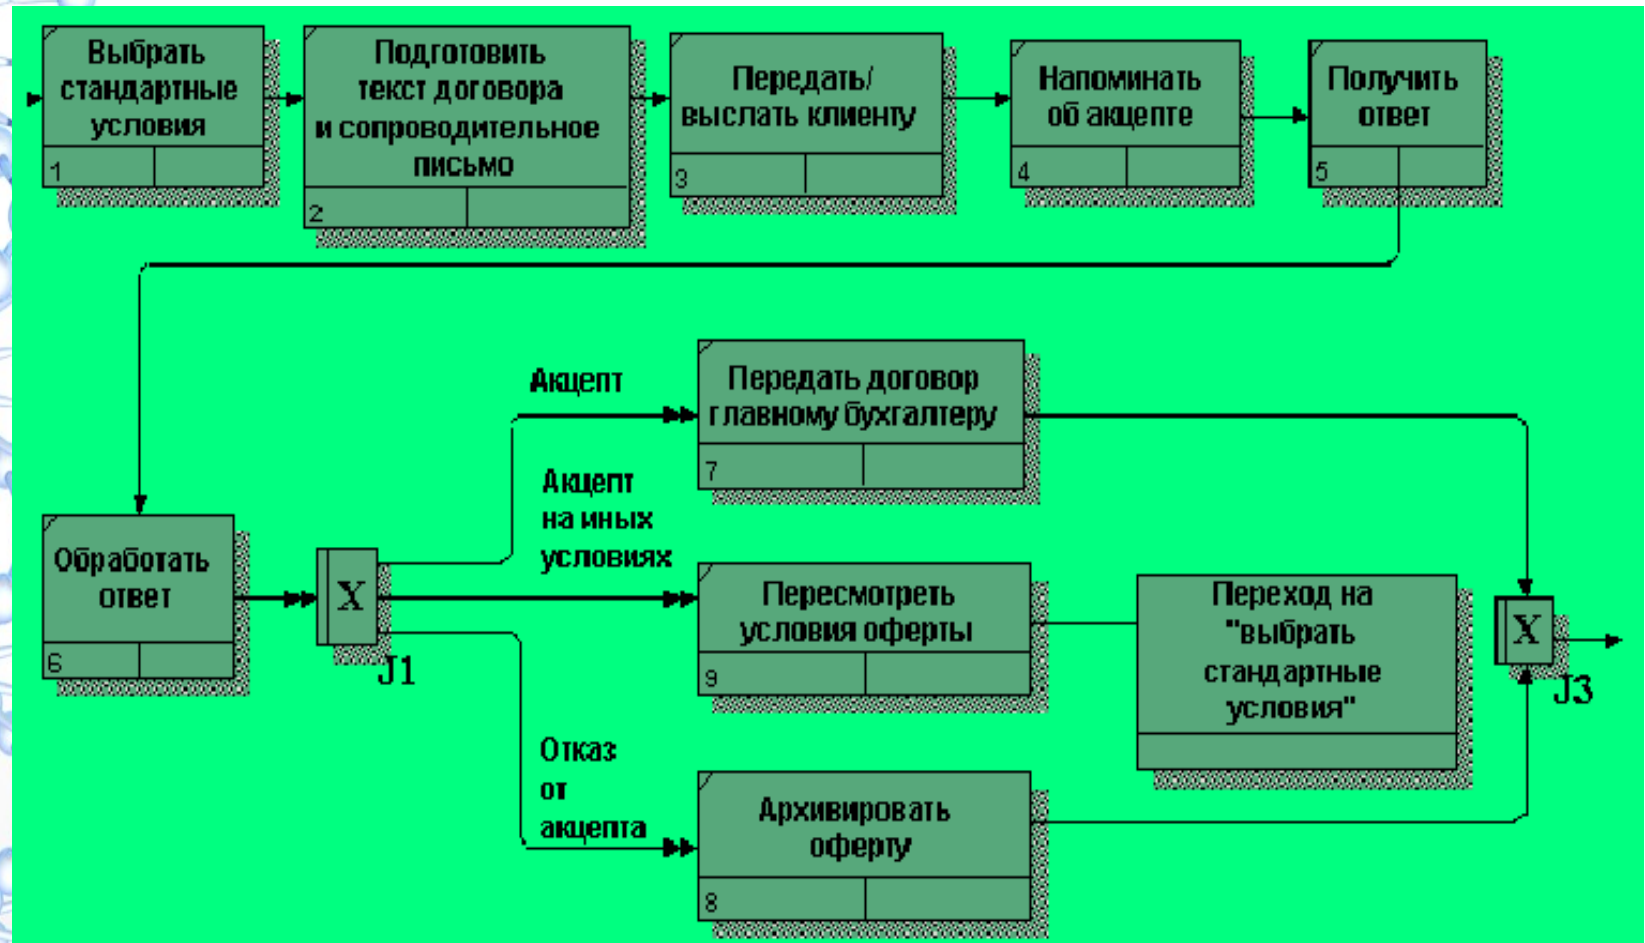 Выбрать
стандартные
условия
1
Подготовить
текст договора
и сопроводительное
письмо
2
Передать/
выслать клиенту
3
Напоминать
об акцепте
4
Получить
ответ
5
Обработать
ответ
6
X
J1
Акцепт
Передать договор
главному бухгалтеру
7
Акцепт
на иных
условиях
Пересмотреть
условия оферты
9
Переход на
"выбрать
стандартные
условия"
Отказ
от
акцепта
Архивировать
оферту
8
X
J3